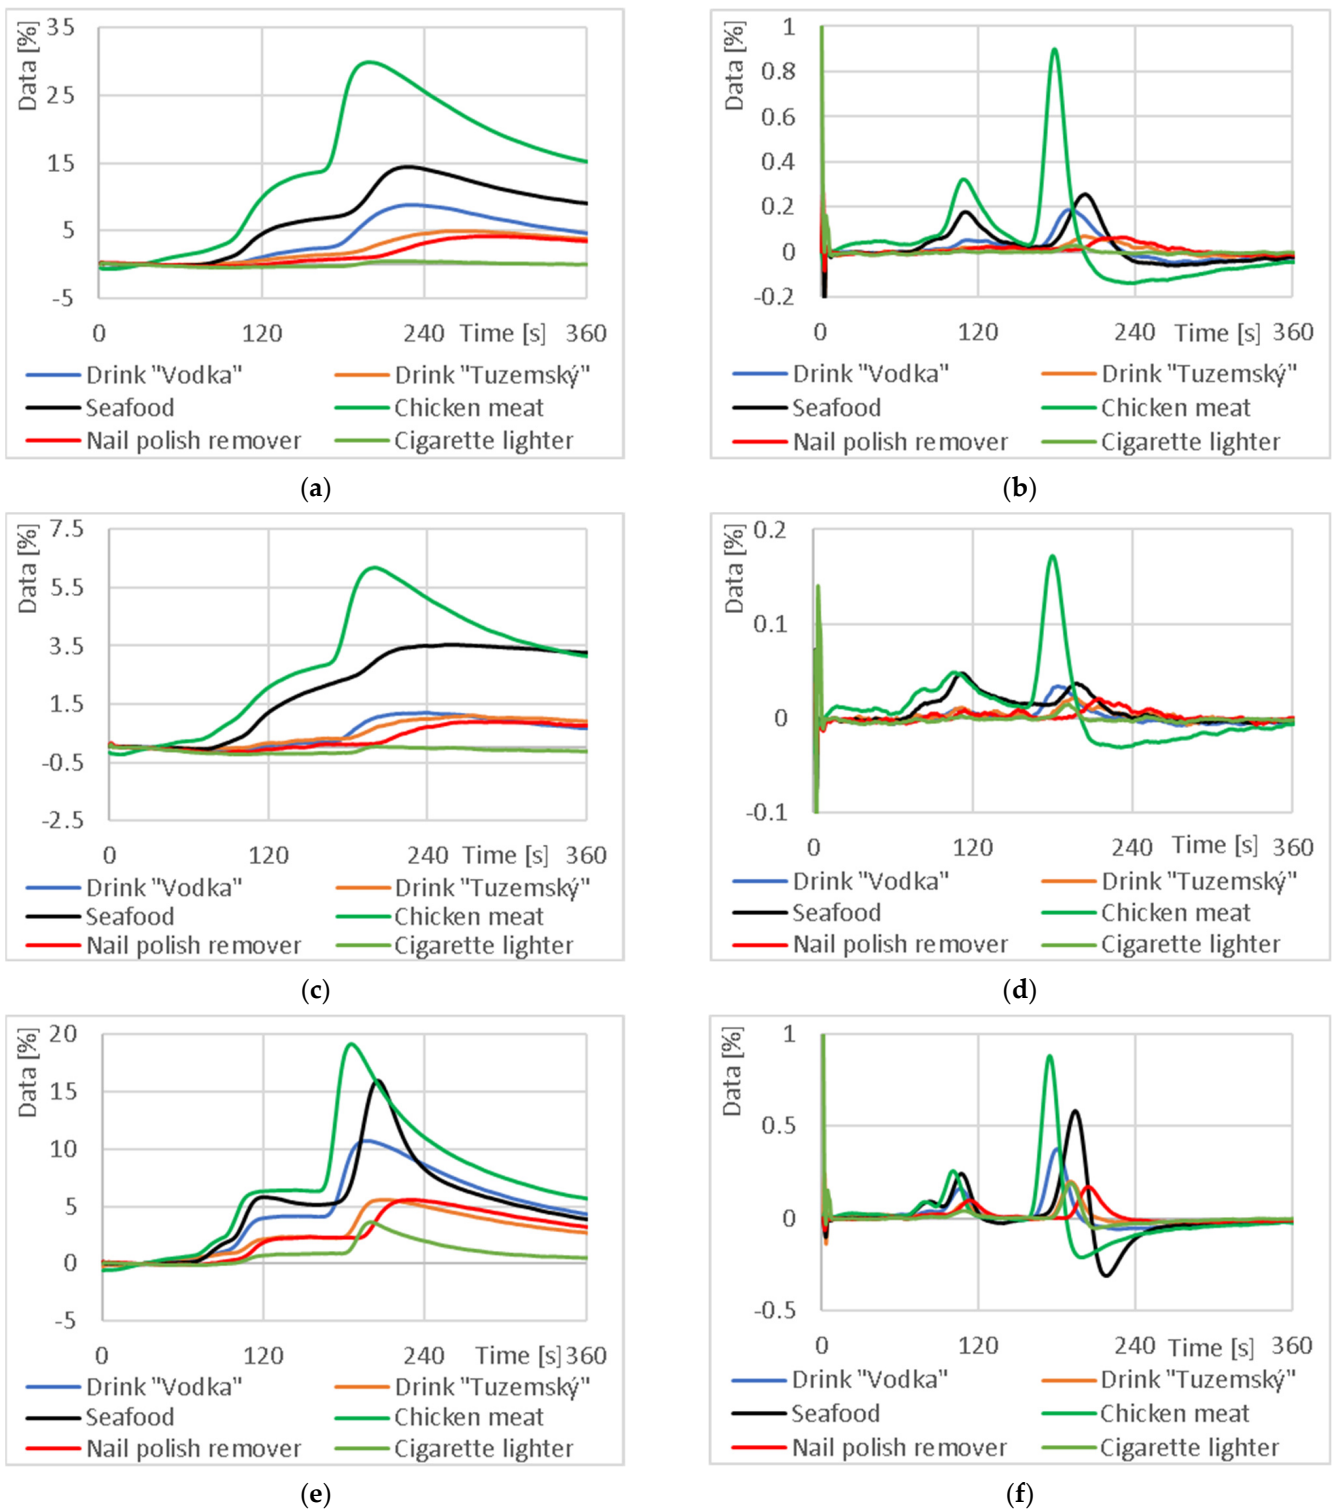 Data [%]
35
25
15
5
-5
0 120 240 Time [s] 360
Drink "Vodka" Drink "Tuzemský"
Seafood Chicken meat
Nail polish remover Cigarette lighter
(a)
Data [%]
1
0.8
0.6
0.4
0.2
0
-0.2
0 120 240 Time [s] 360
Drink "Vodka" Drink "Tuzemský"
Seafood Chicken meat
Nail polish remover Cigarette lighter
(b)
Data [%]
7.5
5.5
3.5
1.5
-0.5
-2.5
0 120 240 Time [s] 360
Drink "Vodka" Drink "Tuzemský"
Seafood Chicken meat
Nail polish remover Cigarette lighter
(c)
Data [%]
0.2
0.1
0
-0.1
0 120 240 Time [s] 360
Drink "Vodka" Drink "Tuzemský"
Seafood Chicken meat
Nail polish remover Cigarette lighter
(d)
Data [%]
20
15
10
5
0
-5
0 120 240 Time [s] 360
Drink "Vodka" Drink "Tuzemský"
Seafood Chicken meat
Nail polish remover Cigarette lighter
(e)
Data [%]
1
0.5
0
-0.5
0 120 240 Time [s] 360
Drink "Vodka" Drink "Tuzemský"
Seafood Chicken meat
Nail polish remover Cigarette lighter
(f)